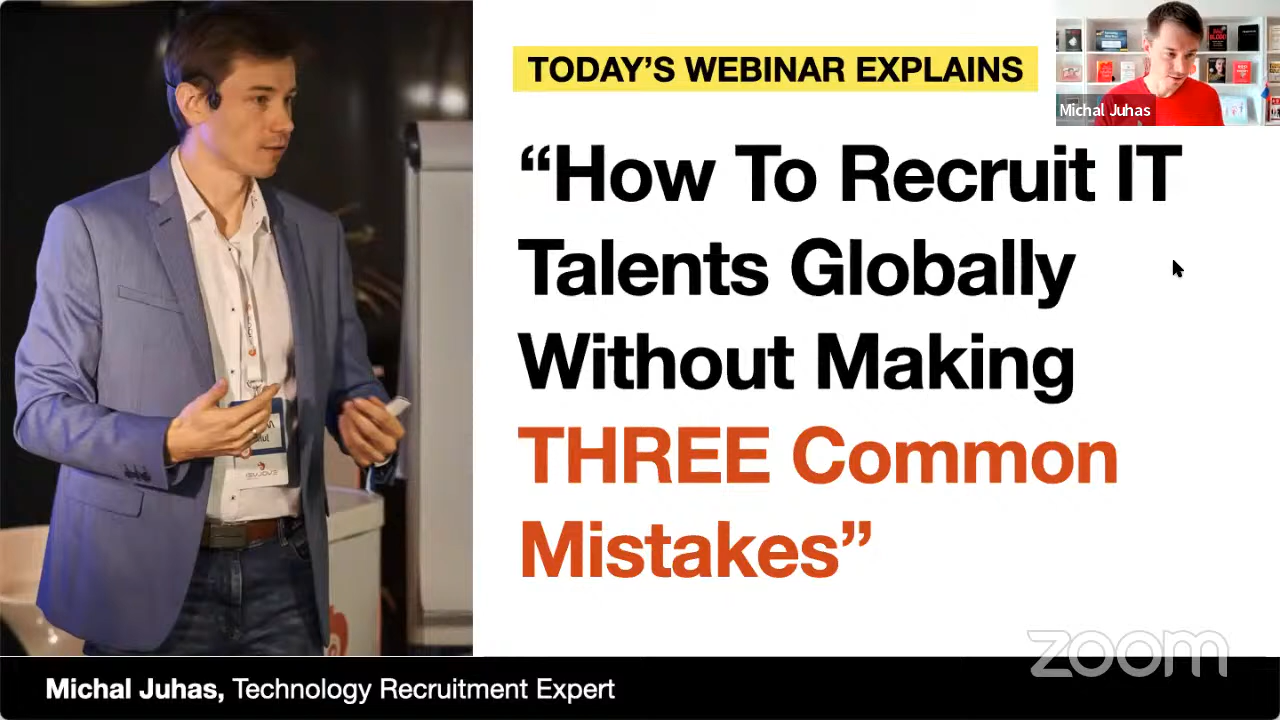 TODAY'S WEBINAR EXPLAINS
Michal Juhas
“How To Recruit IT
Talents Globally
Without Making
THREE Common
Mistakes”
zoom
Michal Juhas, Technology Recruitment Expert